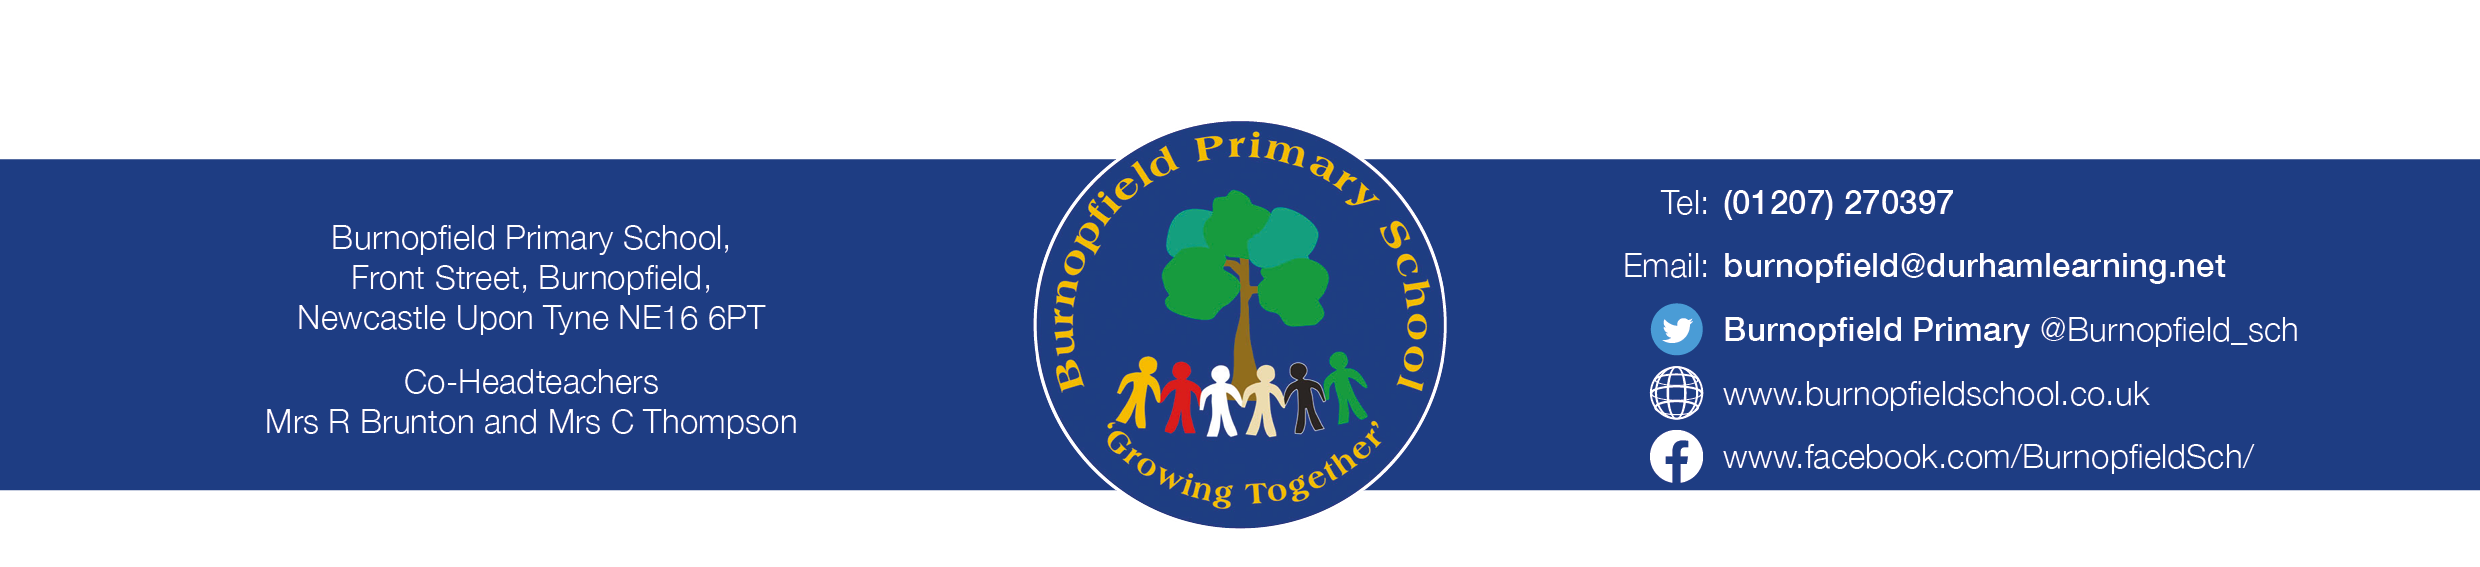 Burnopfield Primary School,
Front Street, Burnopfield,
Newcastle Upon Tyne NE16 6PT
Co-Headteachers
Mrs R Brunton and Mrs C Thompson
Burnopfield Primary School
‘Growing Together’
Tel: (01207) 270397
Email: burnopfield@durhamlearning.net
Burnopfield Primary @Burnopfield_sch
www.burnopfieldschool.co.uk
www.facebook.com/BurnopfieldSch/